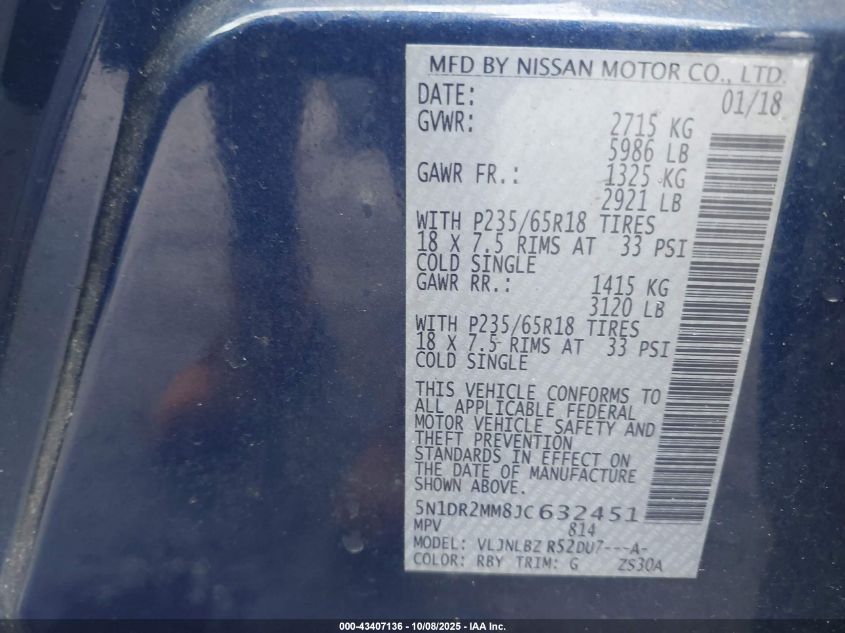 MFD BY NISSAN MOTOR CO., LTD.
DATE: 01/18
GVWR: 2715 KG
5986 LB
GAWR FR.: 1325 KG
2921 LB
WITH P235/65R18 TIRES
18 X 7.5 RIMS AT 33 PSI
COLD SINGLE
GAWR RR.: 1415 KG
3120 LB
WITH P235/65R18 TIRES
18 X 7.5 RIMS AT 33 PSI
COLD SINGLE
THIS VEHICLE CONFORMS TO
ALL APPLICABLE FEDERAL
MOTOR VEHICLE SAFETY AND
THEFT PREVENTION
STANDARDS IN EFFECT ON
THE DATE OF MANUFACTURE
SHOWN ABOVE.
5N1DR2MM8JC632451
MPV 814
MODEL: VLJNLBZ R52DU7---A-
COLOR: RBY TRIM: G ZS30A
000-43407136 - 10/08/2025 - IAA Inc.